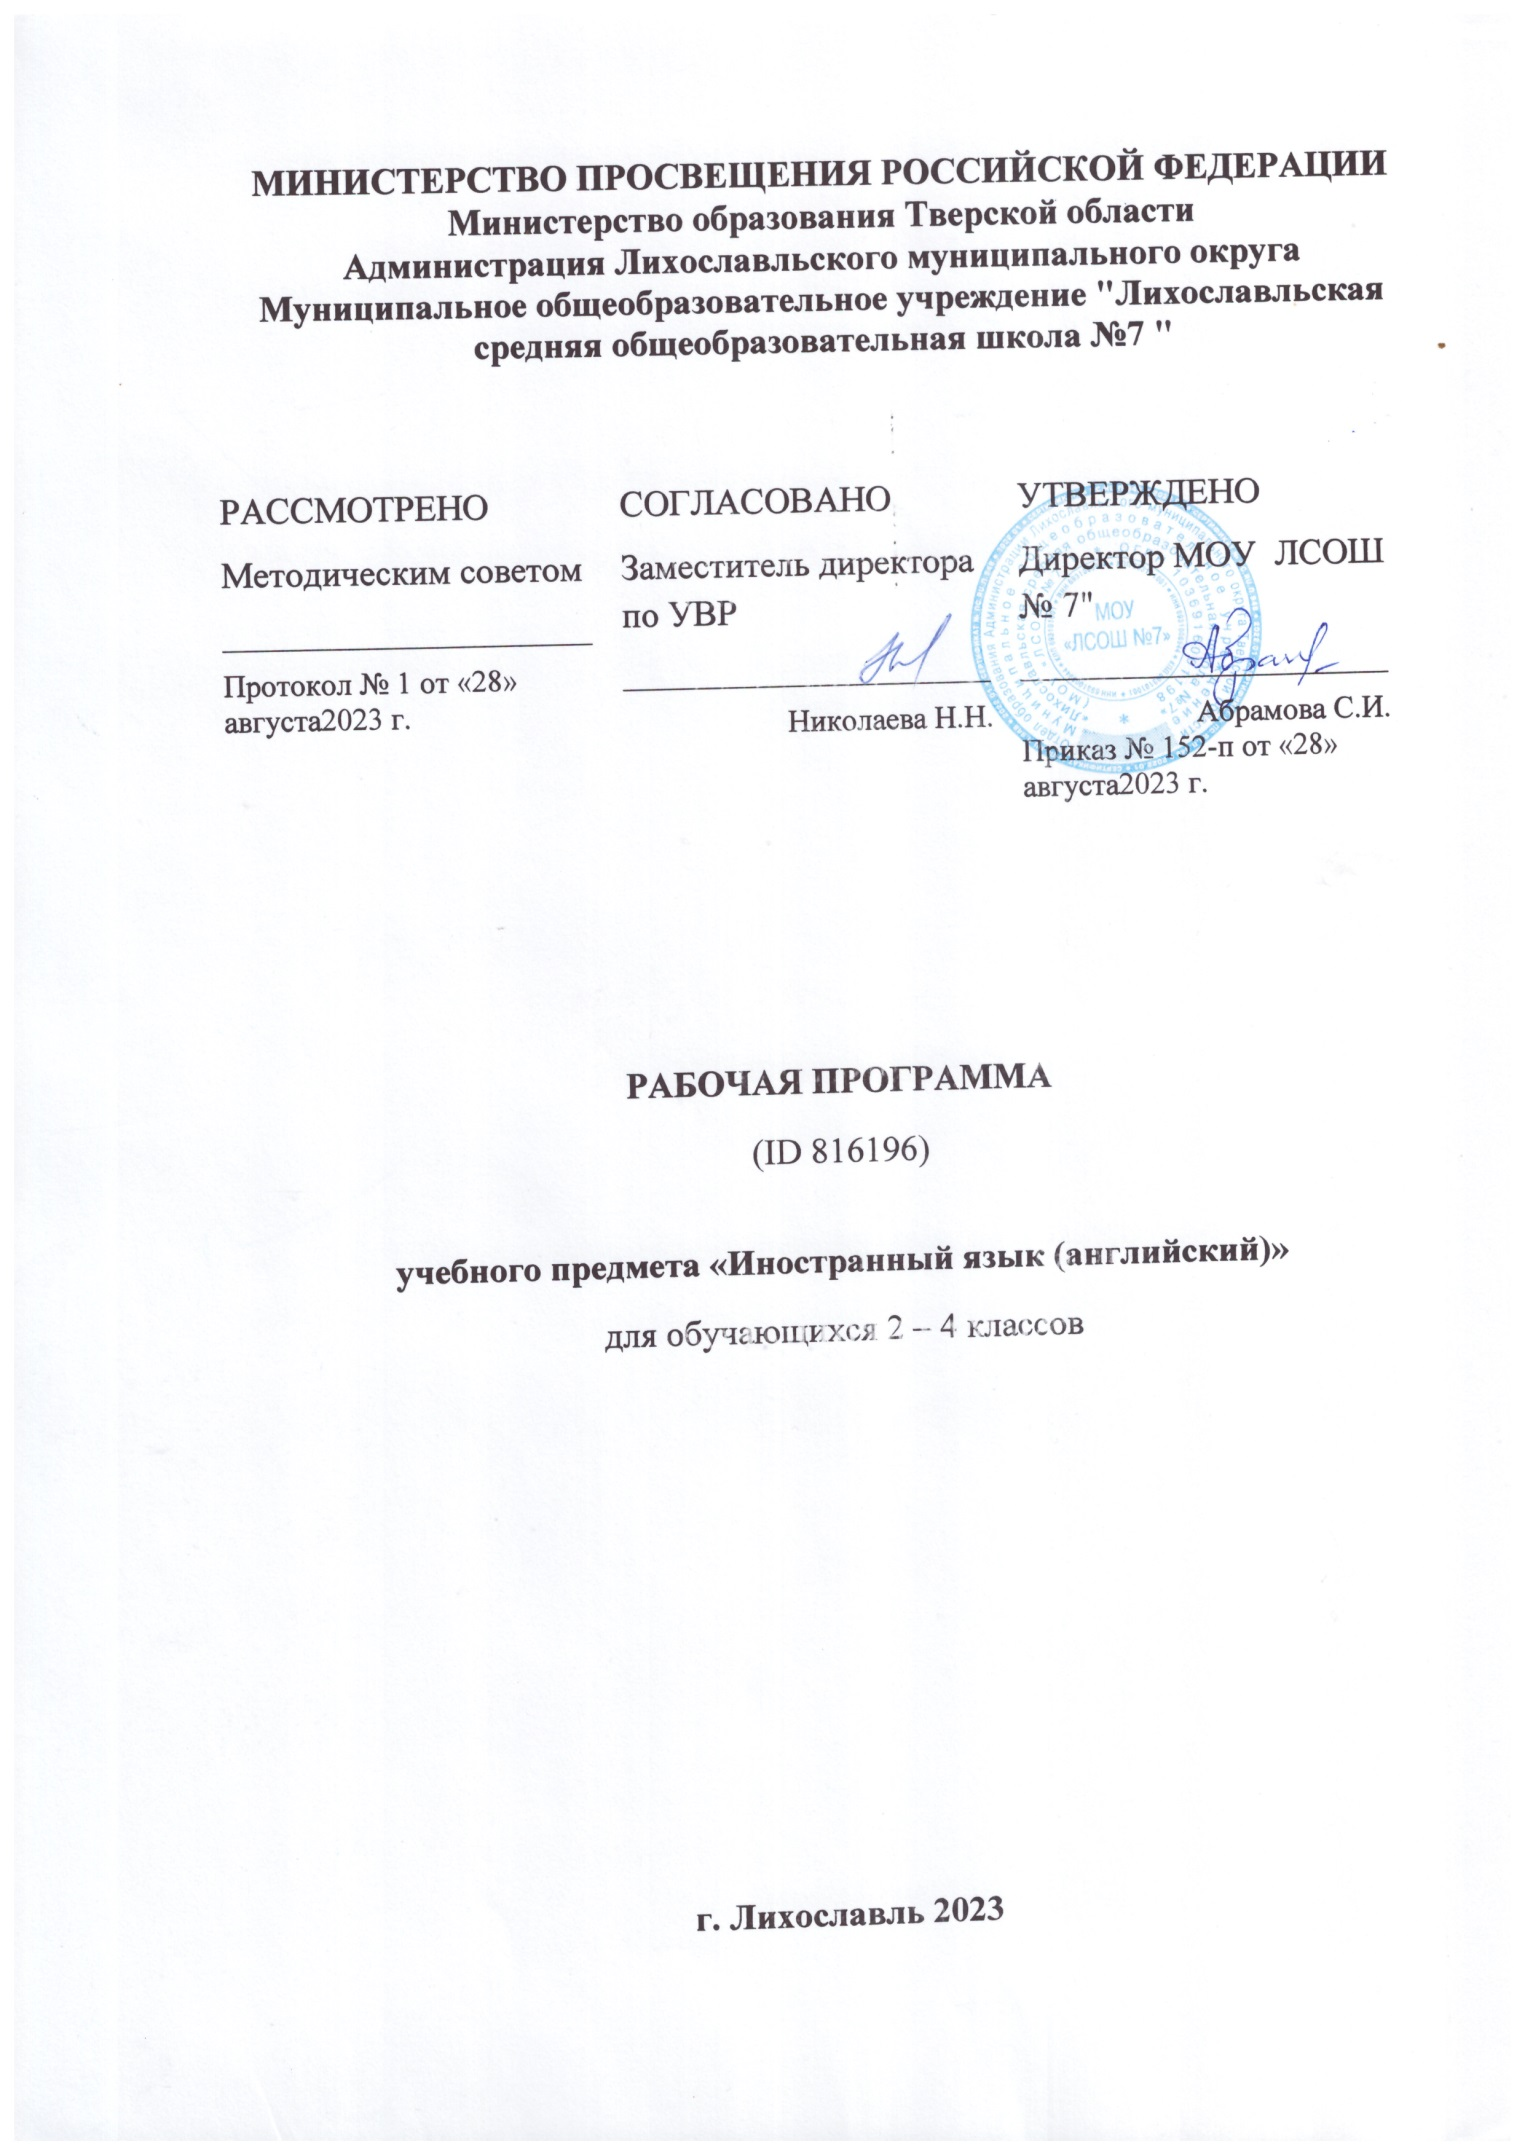 МИНИСТЕРСТВО ПРОСВЕЩЕНИЯ РОССИЙСКОЙ ФЕДЕРАЦИИ
Министерство образования Тверской области
Администрация Лихославльского муниципального округа
Муниципальное общеобразовательное учреждение "Лихославльская
средняя общеобразовательная школа №7 "
РАССМОТРЕНО
Методическим советом
Протокол № 1 от «28»
августа2023 г.
СОГЛАСОВАНО
Заместитель директора
по УВР
Николаева Н.Н.
УТВЕРЖДЕНО
Директор МОУ ЛСОШ
№ 7"
МОУ
«ЛСОШ №7»
Абрамова С.И.
Приказ № 152-п от «28»
августа2023 г.
РАБОЧАЯ ПРОГРАММА
(ID 816196)
учебного предмета «Иностранный язык (английский)»
для обучающихся 2 – 4 классов
г. Лихославль 2023